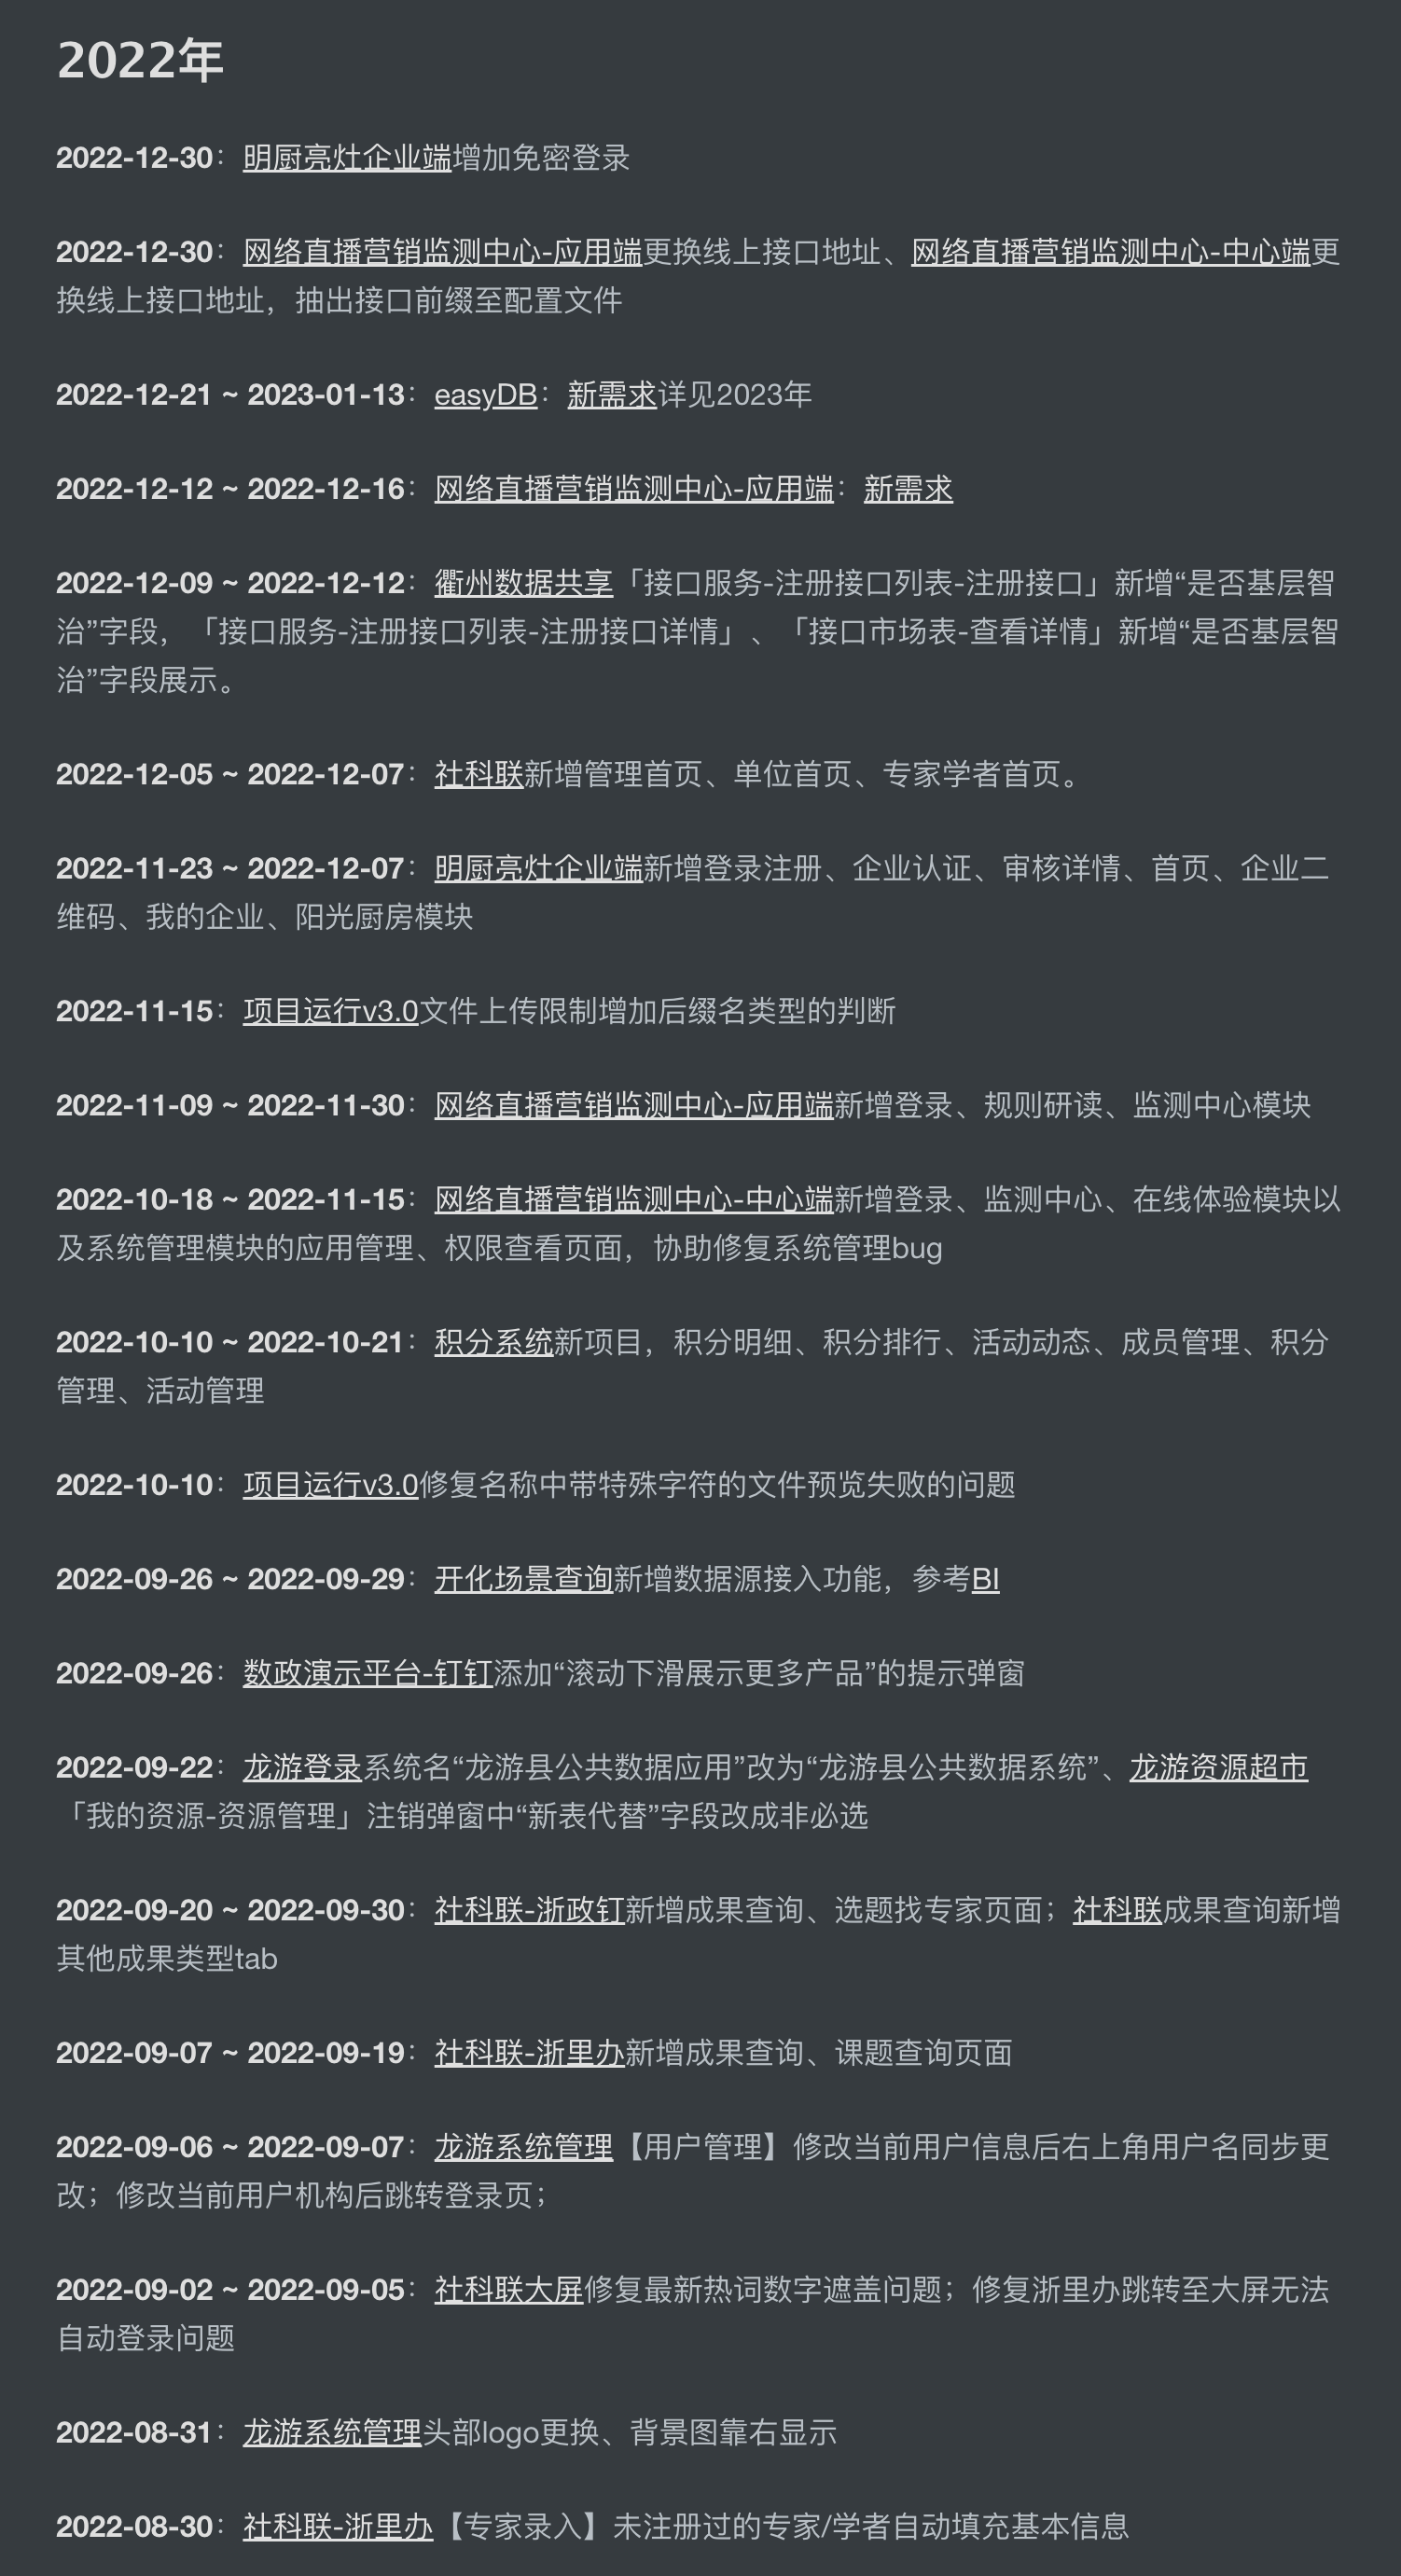 2022年
2022-12-30：明厨亮灶企业端增加免密登录
2022-12-30：网络直播营销监测中心-应用端更换线上接口地址、网络直播营销监测中心-中心端更
换线上接口地址，抽出接口前缀至配置文件
2022-12-21 ~ 2023-01-13：easyDB：新需求详见2023年
2022-12-12 ~ 2022-12-16：网络直播营销监测中心-应用端：新需求
2022-12-09 ~ 2022-12-12：衢州数据共享「接口服务-注册接口列表-注册接口」新增“是否基层智
治”字段，「接口服务-注册接口列表-注册接口详情」、「接口市场表-查看详情」新增“是否基层智
治”字段展示。
2022-12-05 ~ 2022-12-07：社科联新增管理首页、单位首页、专家学者首页。
2022-11-23 ~ 2022-12-07：明厨亮灶企业端新增登录注册、企业认证、审核详情、首页、企业二
维码、我的企业、阳光厨房模块
2022-11-15：项目运行v3.0文件上传限制增加后缀名类型的判断
2022-11-09 ~ 2022-11-30：网络直播营销监测中心-应用端新增登录、规则研读、监测中心模块
2022-10-18 ~ 2022-11-15：网络直播营销监测中心-中心端新增登录、监测中心、在线体验模块以
及系统管理模块的应用管理、权限查看页面，协助修复系统管理bug
2022-10-10 ~ 2022-10-21：积分系统新项目，积分明细、积分排行、活动动态、成员管理、积分
管理、活动管理
2022-10-10：项目运行v3.0修复名称中带特殊字符的文件预览失败的问题
2022-09-26 ~ 2022-09-29：开化场景查询新增数据源接入功能，参考BI
2022-09-26：数政演示平台-钉钉添加“滚动下滑展示更多产品”的提示弹窗
2022-09-22：龙游登录系统名“龙游县公共数据应用”改为“龙游县公共数据系统”、龙游资源超市
「我的资源-资源管理」注销弹窗中“新表代替”字段改成非必选
2022-09-20 ~ 2022-09-30：社科联-浙政钉新增成果查询、选题找专家页面；社科联成果查询新增
其他成果类型tab
2022-09-07 ~ 2022-09-19：社科联-浙里办新增成果查询、课题查询页面
2022-09-06 ~ 2022-09-07：龙游系统管理【用户管理】修改当前用户信息后右上角用户名同步更
改；修改当前用户机构后跳转登录页；
2022-09-02 ~ 2022-09-05：社科联大屏修复最新热词数字遮盖问题；修复浙里办跳转至大屏无法
自动登录问题
2022-08-31：龙游系统管理头部logo更换、背景图靠右显示
2022-08-30：社科联-浙里办【专家录入】未注册过的专家/学者自动填充基本信息